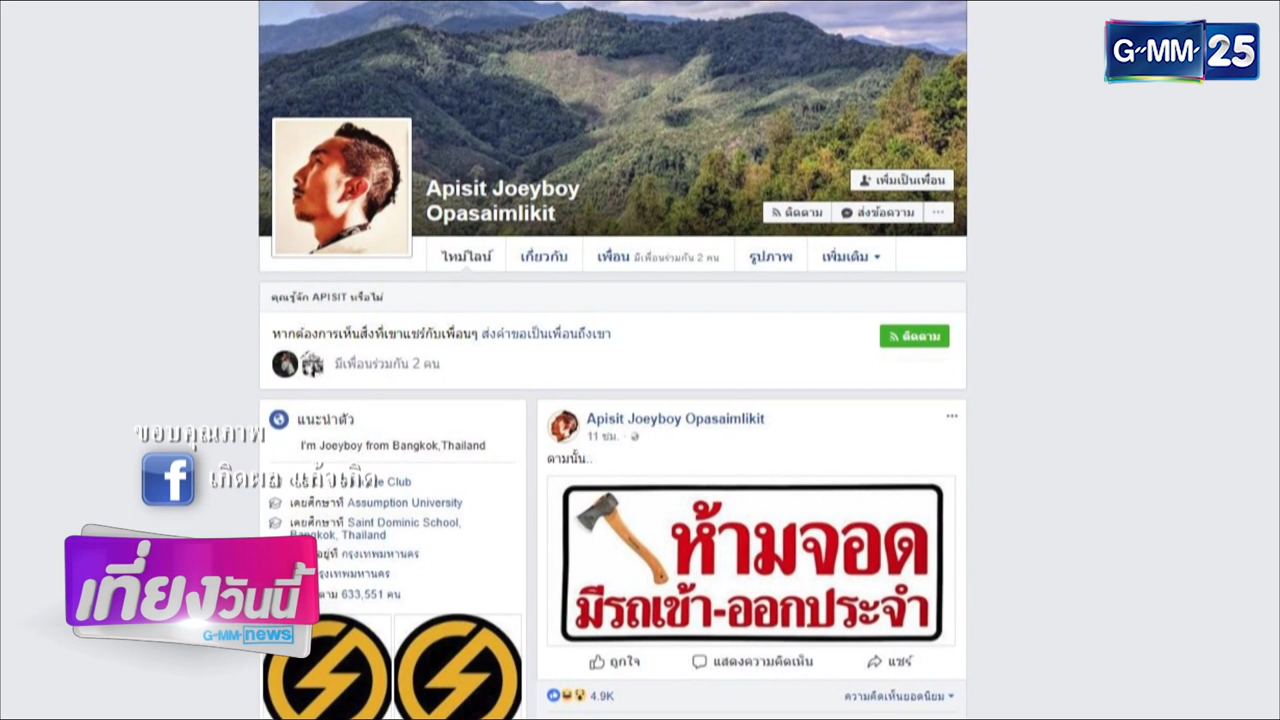 G-MM- 25
Apisit Joeyboy
Opasaimlikit
เพิ่มเป็นเพื่อน
ติดตาม
ส่งข้อความ
ไทม์ไลน์
เกี่ยวกับ
เพื่อน มีเพื่อนร่วมกัน 2 คน
รูปภาพ
เพิ่มเติม
คุณรู้จัก APISIT หรือไม่
หากต้องการเห็นสิ่งที่เขาแชร์กับเพื่อนๆ ส่งคำขอเป็นเพื่อนถึงเขา
ติดตาม
มีเพื่อนร่วมกัน 2 คน
แนะนำตัว
I'm Joeyboy from Bangkok,Thailand
Club
เคยศึกษาที่ Assumption University
เคยศึกษาที่ Saint Dominic School,
Bangkok, Thailand
อยู่ที่ กรุงเทพมหานคร
กรุงเทพมหานคร
633,551 คน
ขอบคุณภาพ
f
เที่ยงวันนี้
G-MM- news
Apisit Joeyboy Opasaimlikit
11 ชม.
ตามนั้น..
ห้ามจอด
มีรถเข้า-ออกประจำ
ถูกใจ
แสดงความคิดเห็น
แชร์
4.9K
ความคิดเห็นยอดนิยม